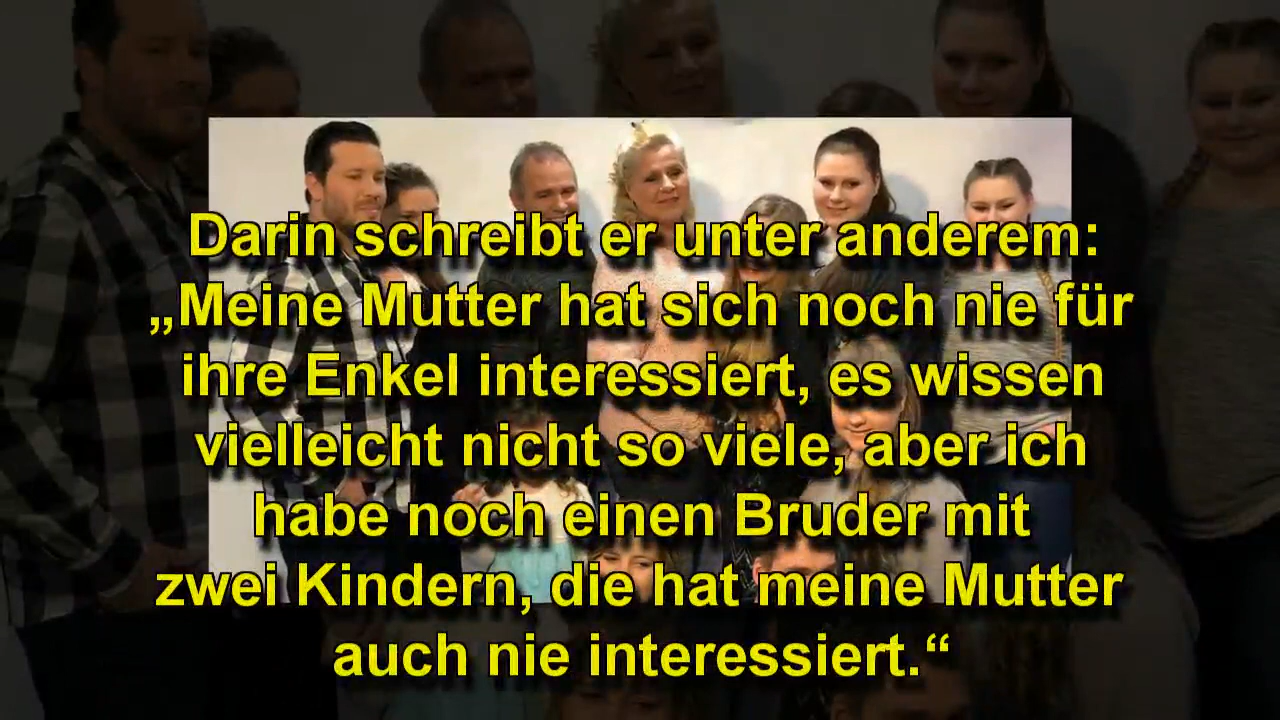 Darin schreibt er unter anderem:
„Meine Mutter hat sich noch nie für
ihre Enkel interessiert, es wissen
vielleicht nicht so viele, aber ich
habe noch einen Bruder mit
zwei Kindern, die hat meine Mutter
auch nie interessiert.“